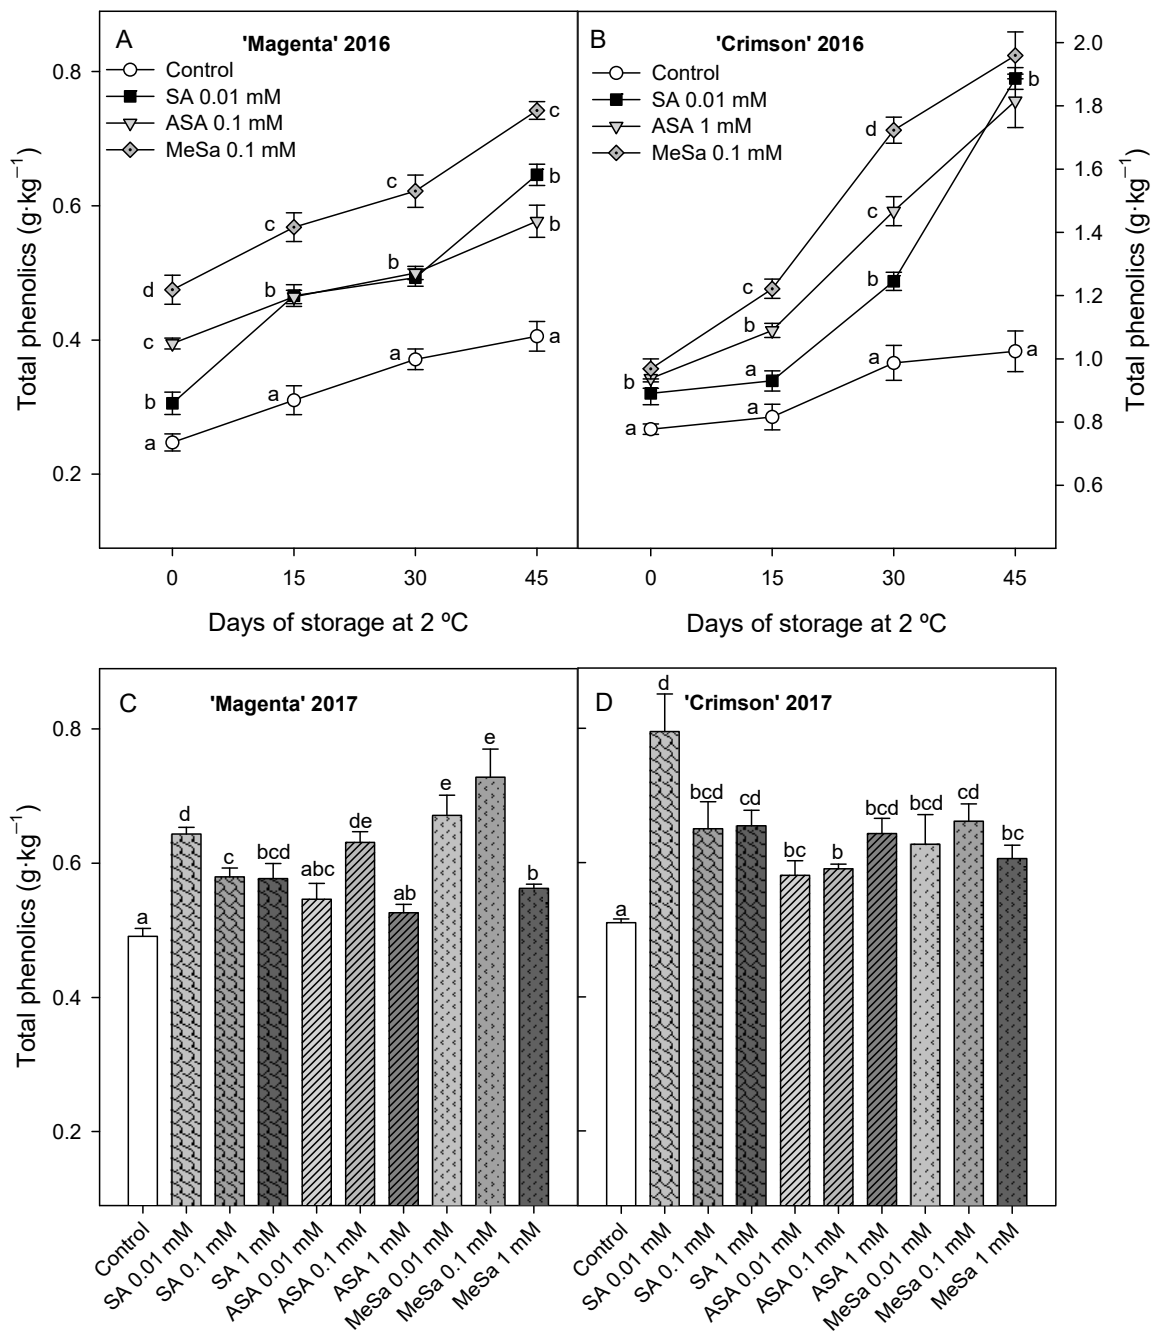 A
'Magenta' 2016
Control
SA 0.01 mM
ASA 0.1 mM
MeSa 0.1 mM
Total phenolics (g·kg⁻¹)
0.8
0.6
0.4
0.2
d
c
b
a
c
b
a
c
b
a
c
b
b
a
0
15
30
45
Days of storage at 2 ºC
B
'Crimson' 2016
Control
SA 0.01 mM
ASA 1 mM
MeSa 0.1 mM
b
a
c
b
a
a
d
c
b
a
b
a
2.0
1.8
1.6
1.4
1.2
1.0
0.8
0.6
Total phenolics (g·kg⁻¹)
0
15
30
45
Days of storage at 2 ºC
C
'Magenta' 2017
Total phenolics (g·kg⁻¹)
0.8
0.6
0.4
0.2
a
d
c
bcd
abc
de
ab
e
e
b
Control
SA 0.01 mM
SA 0.1 mM
SA 1 mM
ASA 0.01 mM
ASA 0.1 mM
ASA 1 mM
MeSa 0.01 mM
MeSa 0.1 mM
MeSa 1 mM
D
'Crimson' 2017
a
d
bcd
cd
bc
b
bcd
bcd
cd
bc
Control
SA 0.01 mM
SA 0.1 mM
SA 1 mM
ASA 0.01 mM
ASA 0.1 mM
ASA 1 mM
MeSa 0.01 mM
MeSa 0.1 mM
MeSa 1 mM